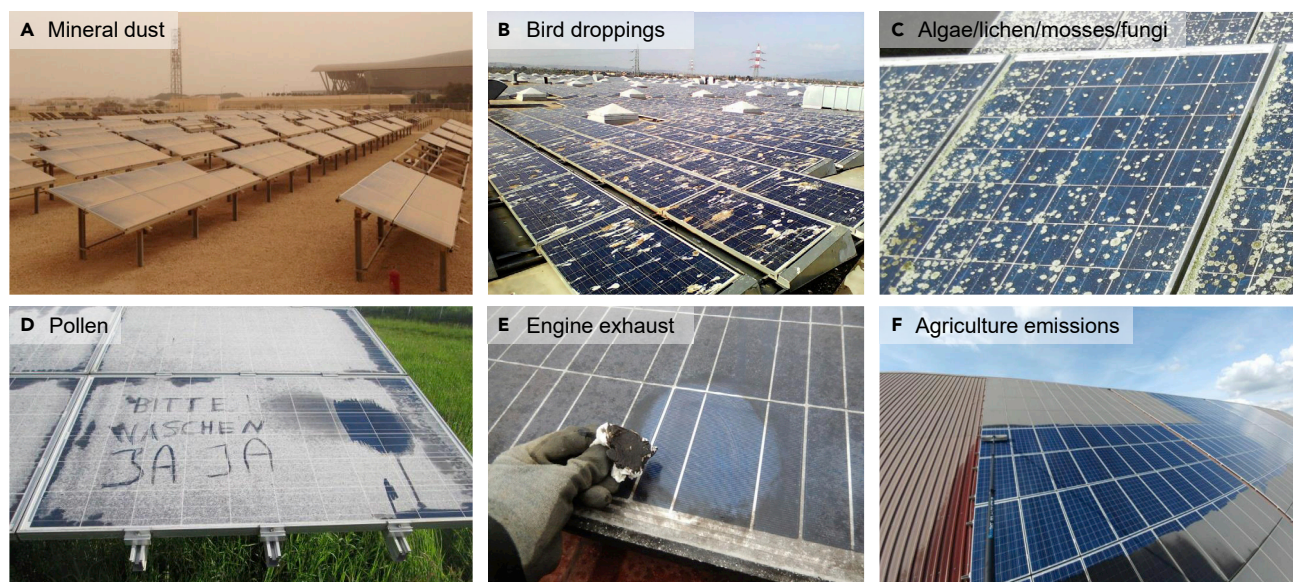 A Mineral dust
B Bird droppings
C Algae/lichen/mosses/fungi
D Pollen
BITTE
WASCHEN
JA JA
E Engine exhaust
F Agriculture emissions